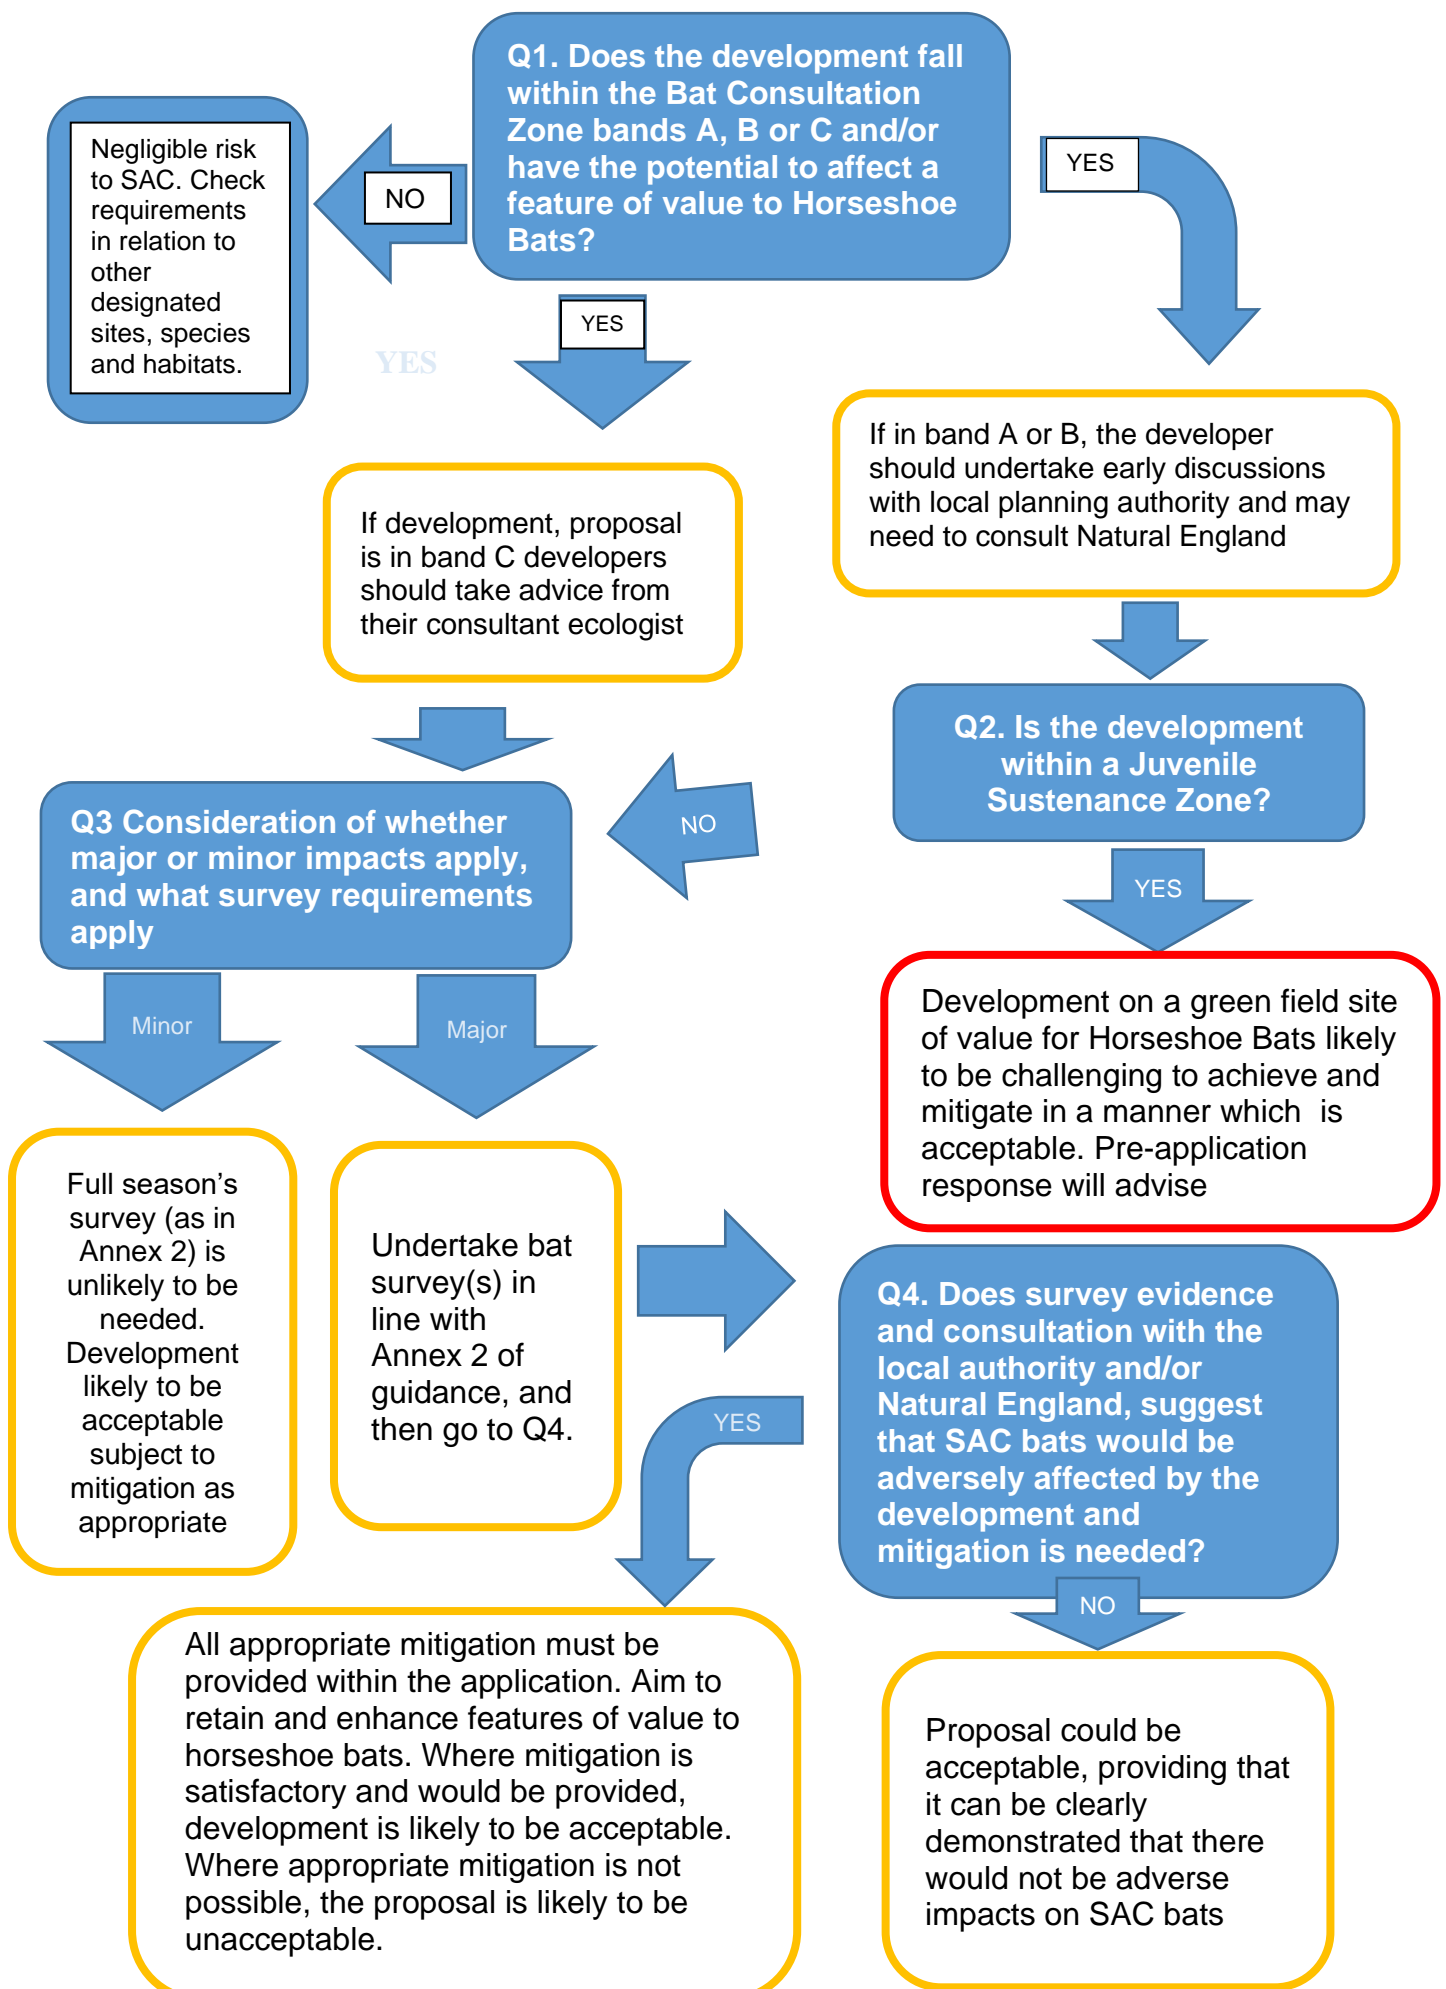 Q1. Does the development fall
within the Bat Consultation
Zone bands A, B or C and/or
have the potential to affect a
feature of value to Horseshoe
Bats?
Negligible risk
to SAC. Check
requirements
in relation to
other
designated
sites, species
and habitats.
NO
YES
YES
YES
If in band A or B, the developer
should undertake early discussions
with local planning authority and may
need to consult Natural England
If development, proposal
is in band C developers
should take advice from
their consultant ecologist
Q2. Is the development
within a Juvenile
Sustenance Zone?
NO
YES
Q3 Consideration of whether
major or minor impacts apply,
and what survey requirements
apply
Minor
Major
Development on a green field site
of value for Horseshoe Bats likely
to be challenging to achieve and
mitigate in a manner which  is
acceptable. Pre-application
response will advise
Full season's
survey (as in
Annex 2) is
unlikely to be
needed.
Development
likely to be
acceptable
subject to
mitigation as
appropriate
Undertake bat
survey(s) in
line with
Annex 2 of
guidance, and
then go to Q4.
Q4. Does survey evidence
and consultation with the
local authority and/or
Natural England, suggest
that SAC bats would be
adversely affected by the
development and
mitigation is needed?
YES
NO
All appropriate mitigation must be
provided within the application. Aim to
retain and enhance features of value to
horseshoe bats. Where mitigation is
satisfactory and would be provided,
development is likely to be acceptable.
Where appropriate mitigation is not
possible, the proposal is likely to be
unacceptable.
Proposal could be
acceptable, providing that
it can be clearly
demonstrated that there
would not be adverse
impacts on SAC bats